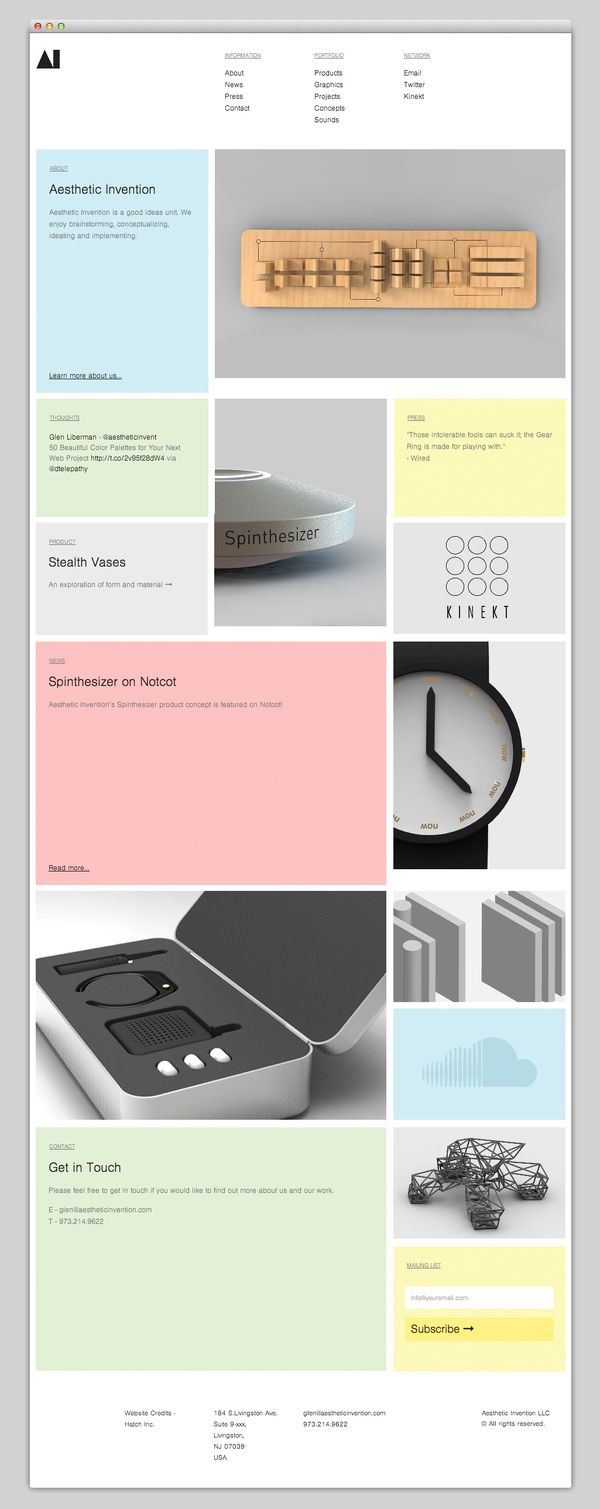 AI
INFORMATION
About
News
Press
Contact
PORTFOLIO
Products
Graphics
Projects
Concepts
Sounds
NETWORK
Email
Twitter
Kinekt
ABOUT
Aesthetic Invention
Aesthetic Invention is a good ideas unit. We
enjoy brainstorming, conceptualizing,
ideating and implementing.
Learn more about us...
THOUGHTS
Glen Liberman - @aestheticinvent
50 Beautiful Color Palettes for Your Next
Web Project http://t.co/2v95f28dW4 via
@dtelepathy
Spinthesizer
PRESS
"Those intolerable fools can suck it; the Gear
Ring is made for playing with."
- Wired
PRODUCT
Stealth Vases
An exploration of form and material →
KINEKT
NEWS
Spinthesizer on Notcot
Aesthetic Invention's Spinthesizer product concept is featured on Notcot!
Read more...
now
now
now
now
now
now
now
now
CONTACT
Get in Touch
Please feel free to get in touch if you would like to find out more about us and our work.
E - glen@aestheticinvention.com
T - 973.214.9622
MAILING LIST
info@youremail.com
Subscribe →
Website Credits -
Hatch Inc.
184 S.Livingston Ave.
Suite 9-xxx,
Livingston,
NJ 07039
USA
glen@aestheticinvention.com
973.214.9622
Aesthetic Invention LLC
© All rights reserved.